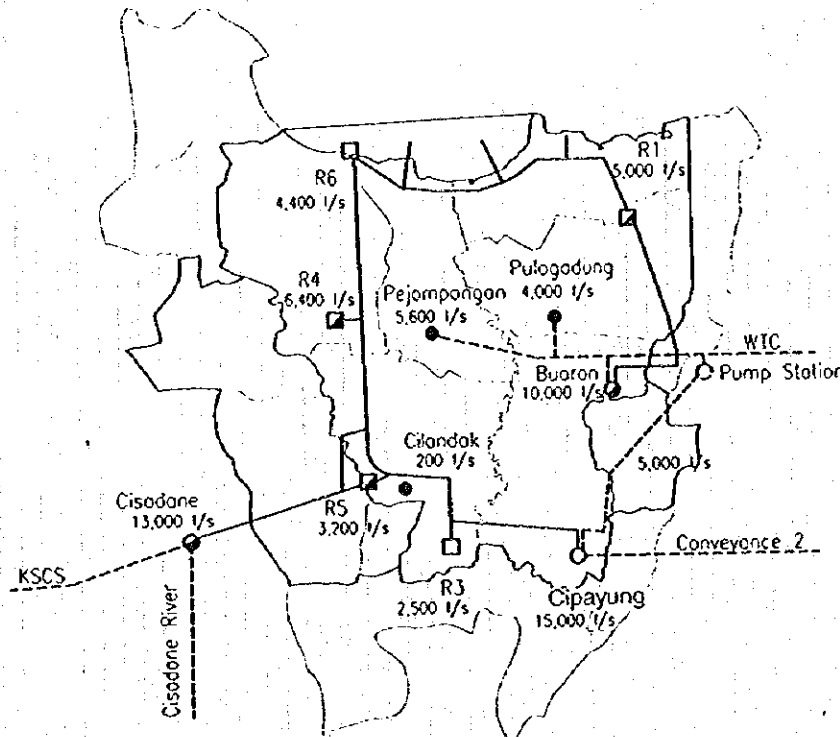 R1
5,000 l/s
R6
4,400 l/s
R4
6,400 l/s
Pejompongan
5,600 l/s
Pulogadung
4,000 l/s
WTC
Buaran
10,000 l/s
Pump Station
5,000 l/s
Cilandak
200 l/s
Cisadane
13,000 l/s
R5
3,200 l/s
KSCS
Cisadane River
R3
2,500 l/s
Cipayung
15,000 l/s
Conveyance 2